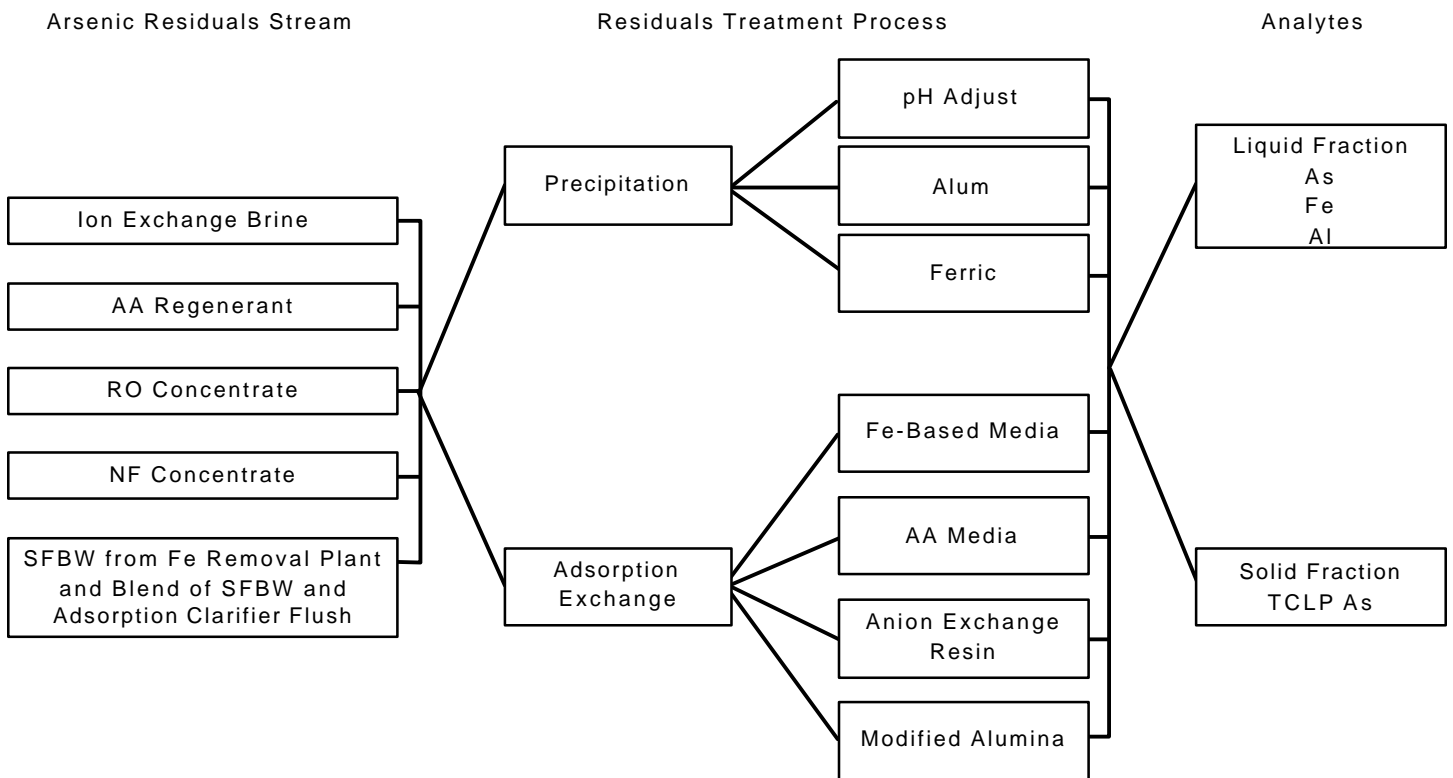 Arsenic Residuals Stream
Residuals Treatment Process
Analytes
Ion Exchange Brine
AA Regenerant
RO Concentrate
NF Concentrate
SFBW from Fe Removal Plant
and Blend of SFBW and
Adsorption Clarifier Flush
Precipitation
Adsorption
Exchange
pH Adjust
Alum
Ferric
Fe-Based Media
AA Media
Anion Exchange
Resin
Modified Alumina
Liquid Fraction
As
Fe
Al
Solid Fraction
TCLP As